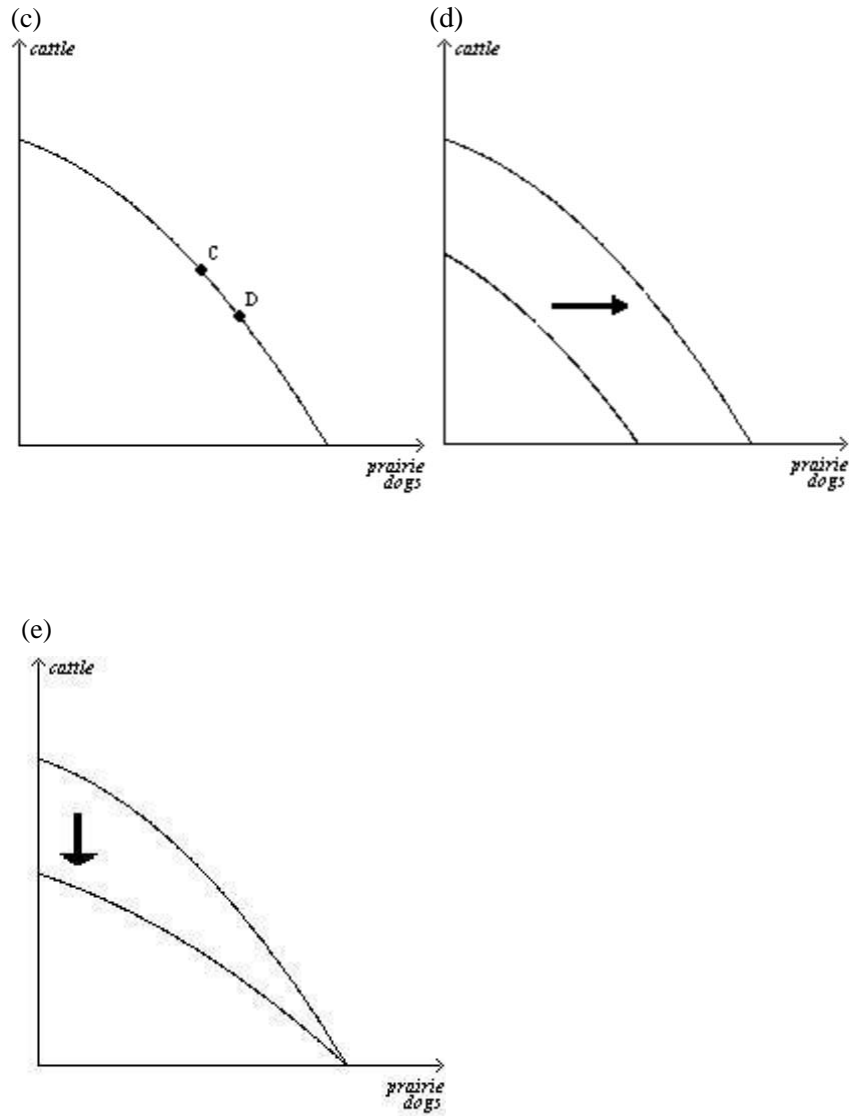 (c)
cattle
C
D
prairie
dogs
(d)
cattle
prairie
dogs
(e)
cattle
prairie
dogs